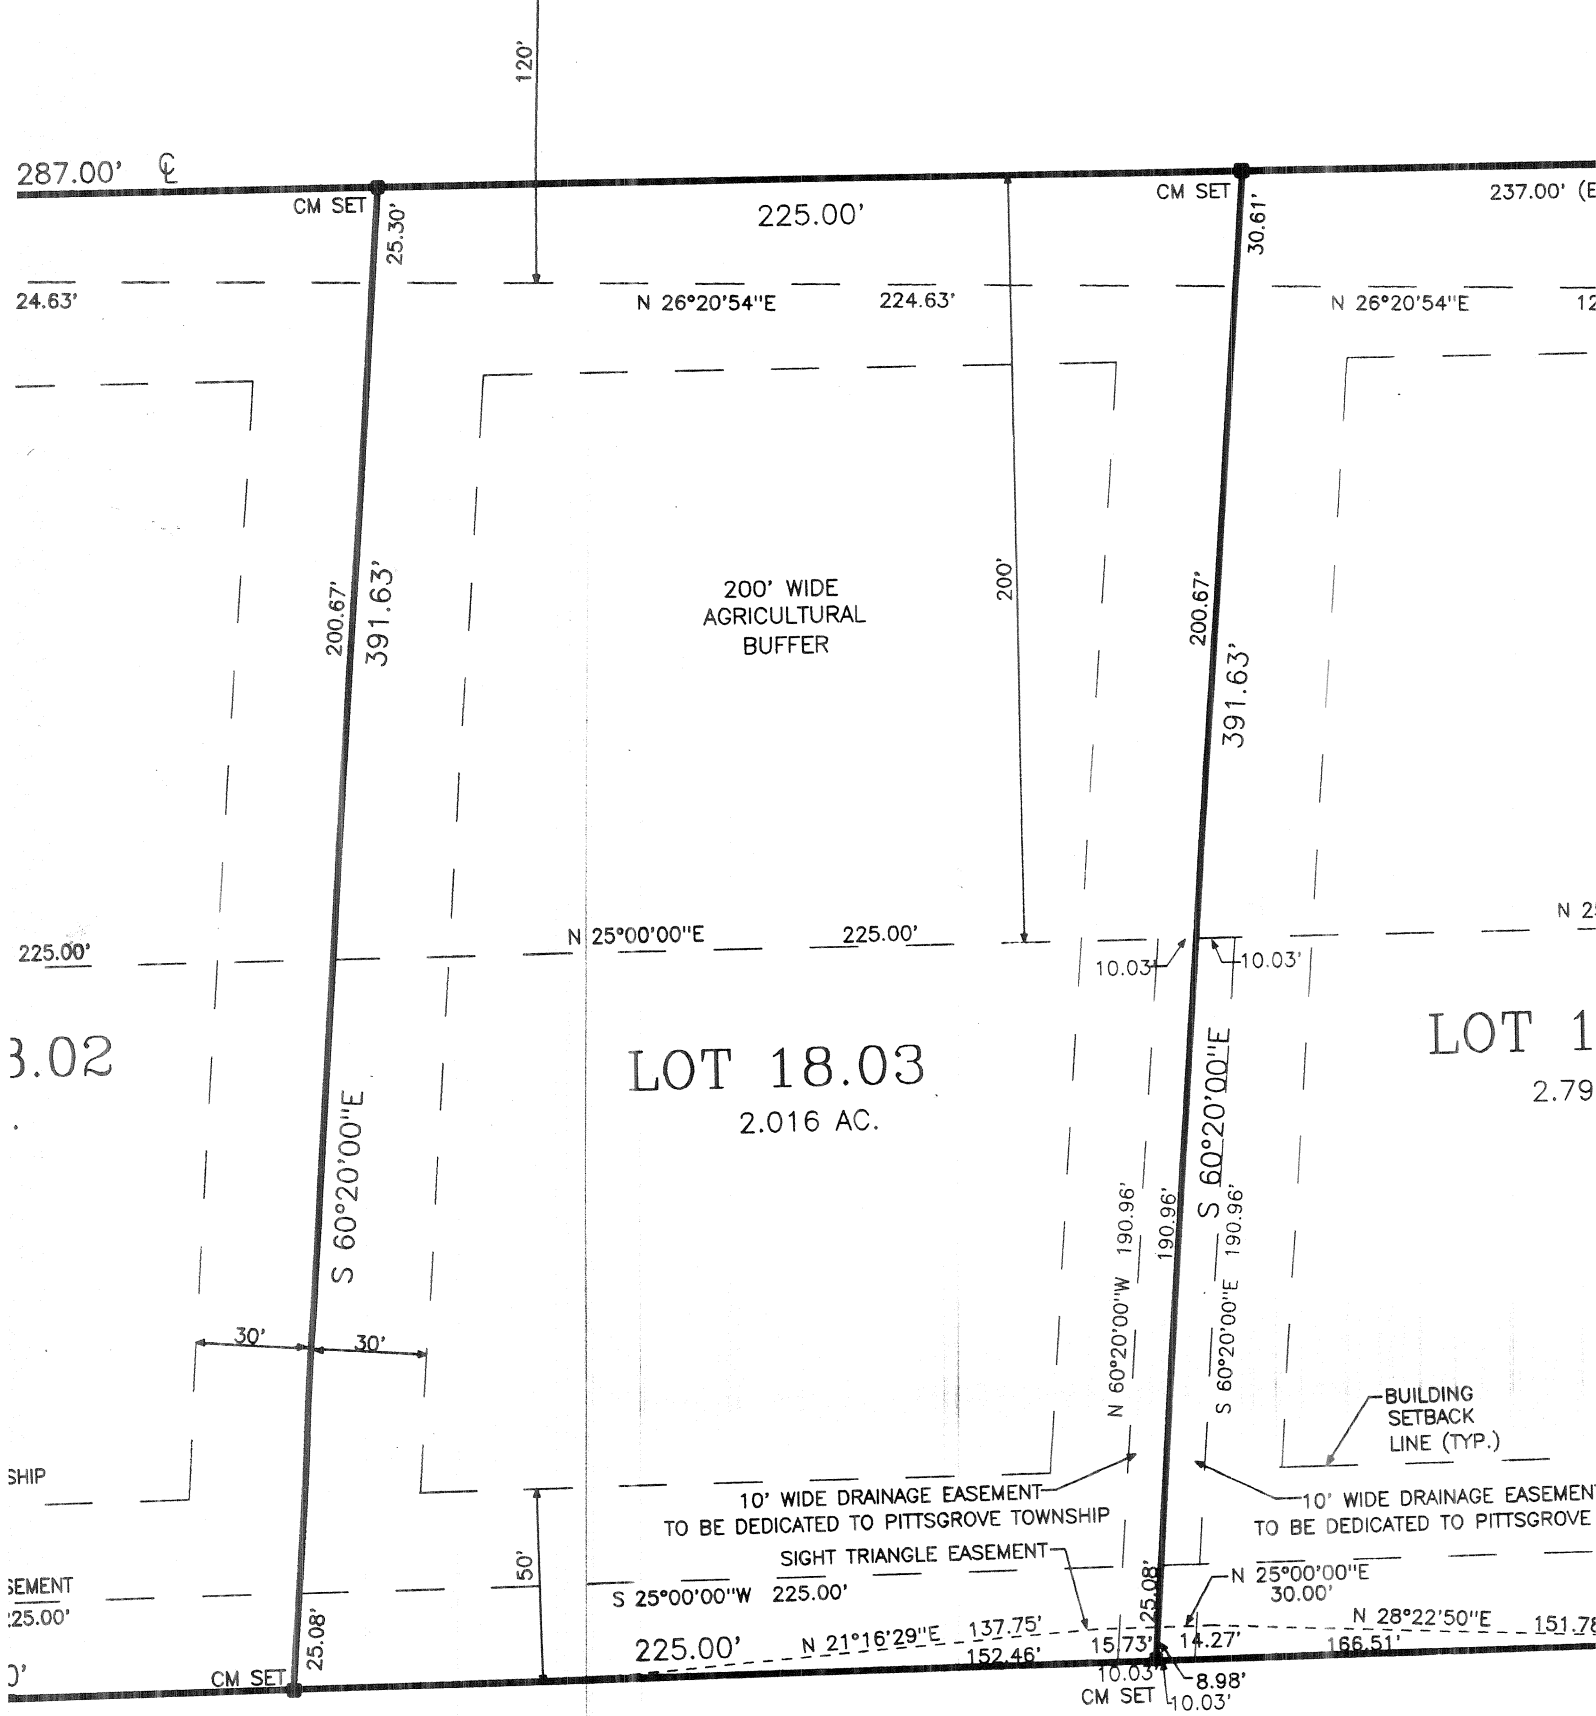 120'
287.00' ℄
CM SET
25.30'
225.00'
CM SET
30.61'
237.00' (E
24.63'
N 26°20'54"E
224.63'
N 26°20'54"E
12
200.67'
391.63'
200' WIDE
AGRICULTURAL
BUFFER
200'
200.67'
391.63'
225.00'
N 25°00'00"E
225.00'
10.03'
10.03'
N 2
3.02
LOT 18.03
2.016 AC.
LOT 1
2.79
S 60°20'00"E
S 60°20'00"E
N 60°20'00"W 190.96'
190.96'
S 60°20'00"E 190.96'
30'
30'
BUILDING
SETBACK
LINE (TYP.)
SHIP
10' WIDE DRAINAGE EASEMENT
TO BE DEDICATED TO PITTSGROVE TOWNSHIP
10' WIDE DRAINAGE EASEMEN
TO BE DEDICATED TO PITTSGROVE
50'
SIGHT TRIANGLE EASEMENT
SEMENT
25.00'
S 25°00'00"W 225.00'
25.08'
N 25°00'00"E
30.00'
25.08'
225.00'
N 21°16'29"E 137.75'
152.46'
15.73'
14.27'
N 28°22'50"E 151.78
166.51'
0'
CM SET
10.03'
CM SET
8.98'
10.03'